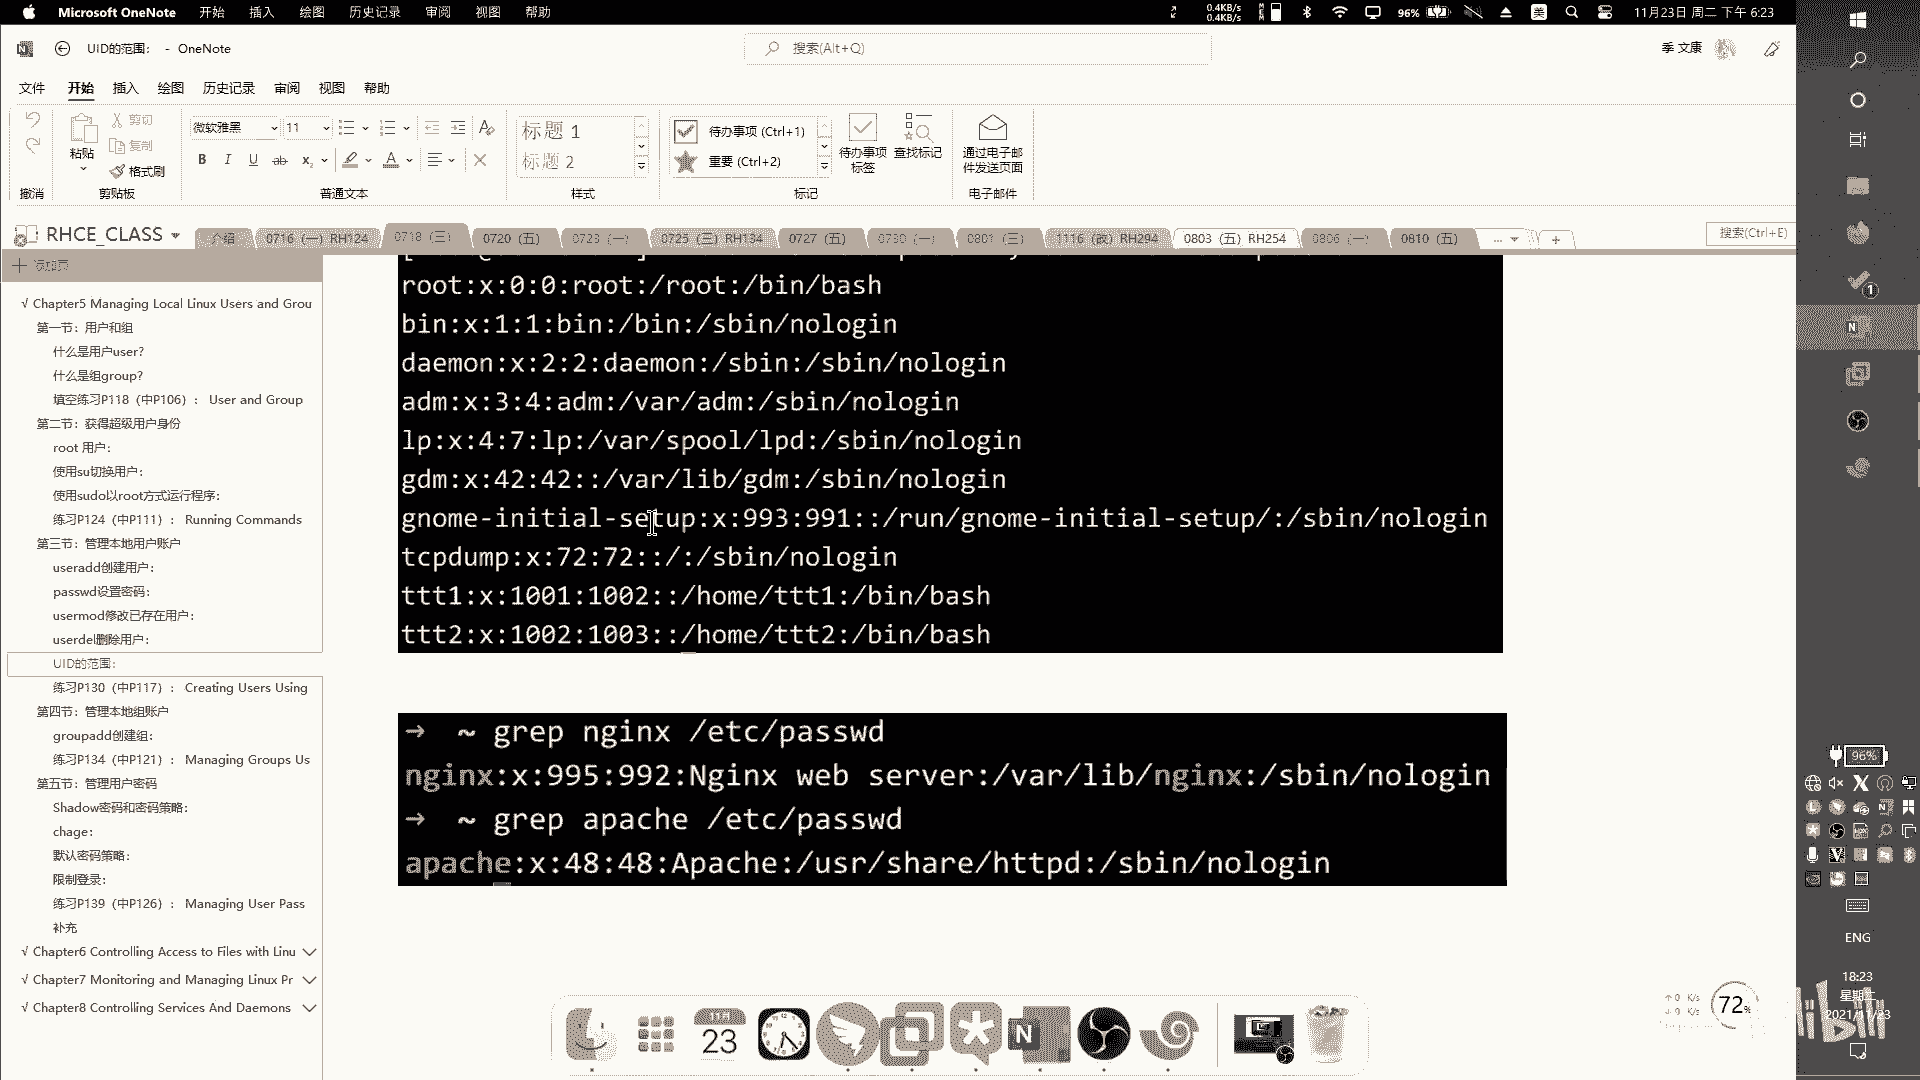 Microsoft OneNote 开始 插入 绘图 历史记录 审阅 视图 帮助
0.4KB/s
0.4KB/s
96%
美
11月23日 周二 下午 6:23
UID的范围: - OneNote
搜索(Alt+Q)
季 文康
文件 开始 插入 绘图 历史记录 审阅 视图 帮助
剪切
微软雅黑 11
标题 1
待办事项 (Ctrl+1)
粘贴 复制
标题 2
重要 (Ctrl+2)
格式刷
待办事项标签
查找标记
通过电子邮件发送页面
撤消 剪贴板 普通文本 样式 标记 电子邮件
RHCE_CLASS
介绍 0716 (一) RH124 0718 (三) 0720 (五) 0723 (一) 0725 (三) RH134 0727 (五) 0730 (一) 0801 (三) 1116 (改) RH294 0803 (五) RH254 0806 (一) 0810 (五) ... +
搜索(Ctrl+E)
添加页
√ Chapter5 Managing Local Linux Users and Grou
第一节：用户和组
什么是用户user?
什么是组group?
填空练习P118（中P106）： User and Group
第二节：获得超级用户身份
root 用户:
使用su切换用户:
使用sudo以root方式运行程序:
练习P124（中P111）： Running Commands
第三节：管理本地用户账户
useradd创建用户:
passwd设置密码:
usermod修改已存在用户:
userdel删除用户:
UID的范围:
练习P130（中P117）： Creating Users Using
第四节：管理本地组账户
groupadd创建组:
练习P134（中P121）： Managing Groups Us
第五节：管理用户密码
Shadow密码和密码策略:
chage:
默认密码策略:
限制登录:
练习P139（中P126）： Managing User Pass
补充
√ Chapter6 Controlling Access to Files with Linu
√ Chapter7 Monitoring and Managing Linux Pr
√ Chapter8 Controlling Services And Daemons
root:x:0:0:root:/root:/bin/bash
bin:x:1:1:bin:/bin:/sbin/nologin
daemon:x:2:2:daemon:/sbin:/sbin/nologin
adm:x:3:4:adm:/var/adm:/sbin/nologin
lp:x:4:7:lp:/var/spool/lpd:/sbin/nologin
gdm:x:42:42::/var/lib/gdm:/sbin/nologin
gnome-initial-setup:x:993:991::/run/gnome-initial-setup/:/sbin/nologin
tcpdump:x:72:72::/:/sbin/nologin
ttt1:x:1001:1002::/home/ttt1:/bin/bash
ttt2:x:1002:1003::/home/ttt2:/bin/bash
→ ~ grep nginx /etc/passwd
nginx:x:995:992:Nginx web server:/var/lib/nginx:/sbin/nologin
→ ~ grep apache /etc/passwd
apache:x:48:48:Apache:/usr/share/httpd:/sbin/nologin
11月
23
72%
1
96%
ENG
18:23
星期二
2021/11/23